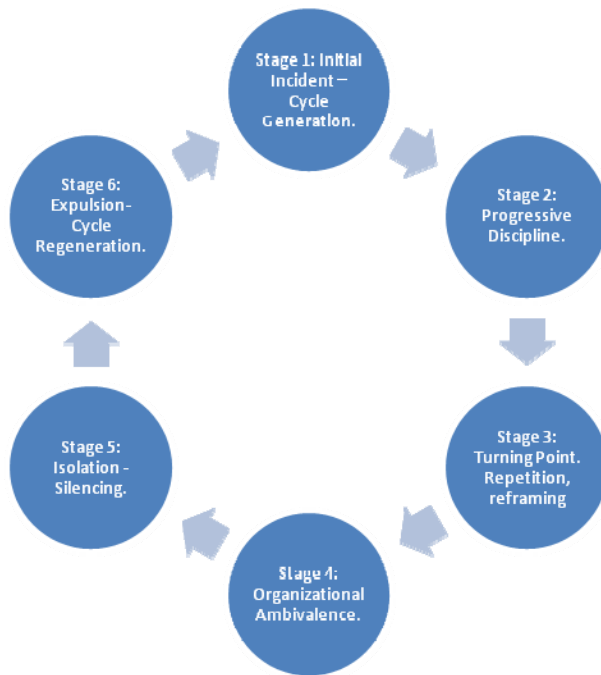 Stage 1: Initial
Incident –
Cycle
Generation.
Stage 2:
Progressive
Discipline.
Stage 3:
Turning Point.
Repetition,
reframing
Stage 4:
Organizational
Ambivalence.
Stage 5:
Isolation -
Silencing.
Stage 6:
Expulsion-
Cycle
Regeneration.